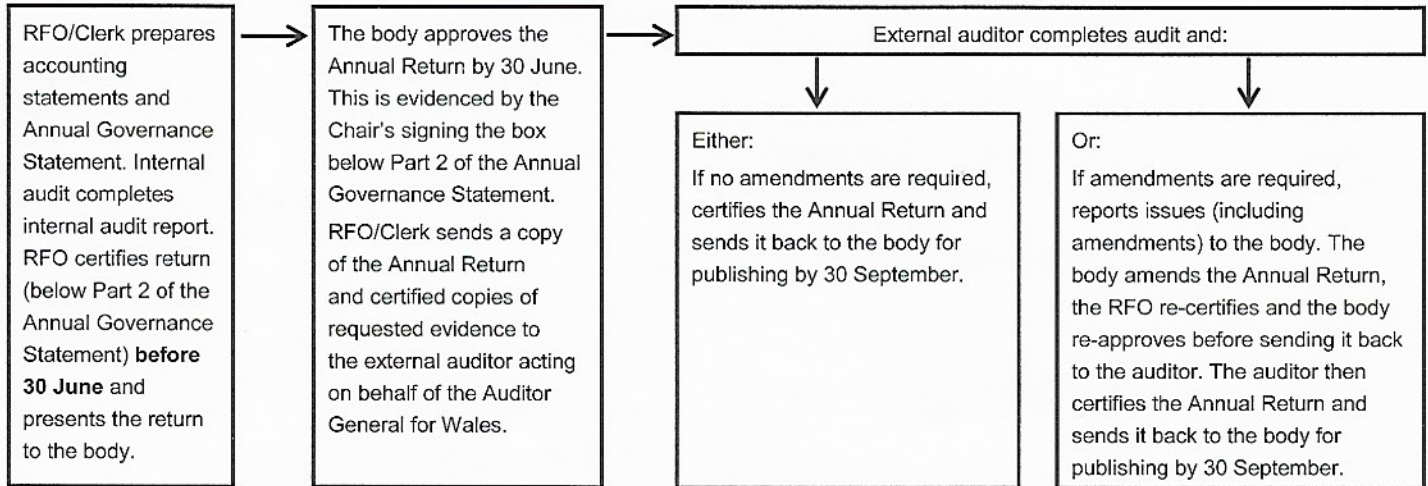 RFO/Clerk prepares
accounting
statements and
Annual Governance
Statement. Internal
audit completes
internal audit report.
RFO certifies return
(below Part 2 of the
Annual Governance
Statement) before
30 June and
presents the return
to the body.
The body approves the
Annual Return by 30 June.
This is evidenced by the
Chair's signing the box
below Part 2 of the Annual
Governance Statement.
RFO/Clerk sends a copy
of the Annual Return
and certified copies of
requested evidence to
the external auditor acting
on behalf of the Auditor
General for Wales.
External auditor completes audit and:
Either:
If no amendments are required,
certifies the Annual Return and
sends it back to the body for
publishing by 30 September.
Or:
If amendments are required,
reports issues (including
amendments) to the body. The
body amends the Annual Return,
the RFO re-certifies and the body
re-approves before sending it back
to the auditor. The auditor then
certifies the Annual Return and
sends it back to the body for
publishing by 30 September.